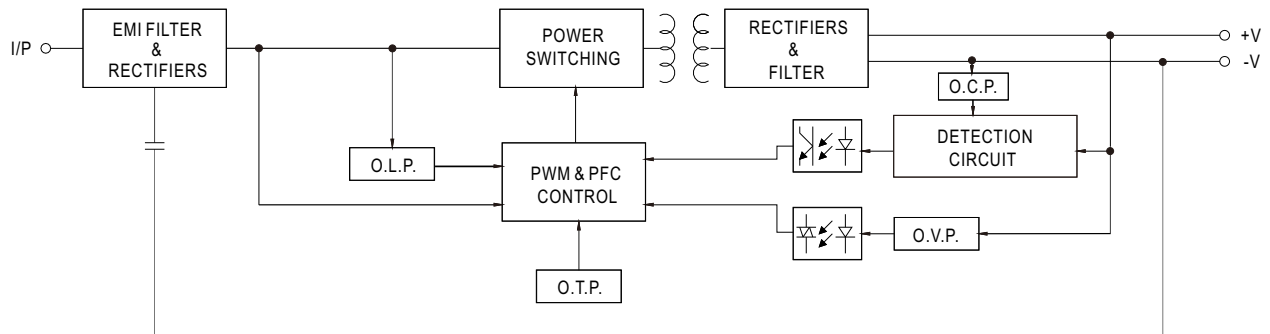 I/P
EMI FILTER
&
RECTIFIERS
POWER
SWITCHING
RECTIFIERS
&
FILTER
+V
-V
O.C.P.
DETECTION
CIRCUIT
O.L.P.
PWM & PFC
CONTROL
O.V.P.
O.T.P.